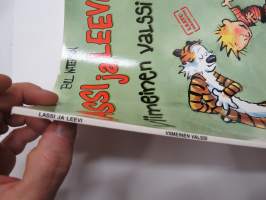 BILL WATTERSON
LASSI ja LEEVI
Viimeinen valssi
LASSI JA LEEVI VIIMEINEN VALSSI